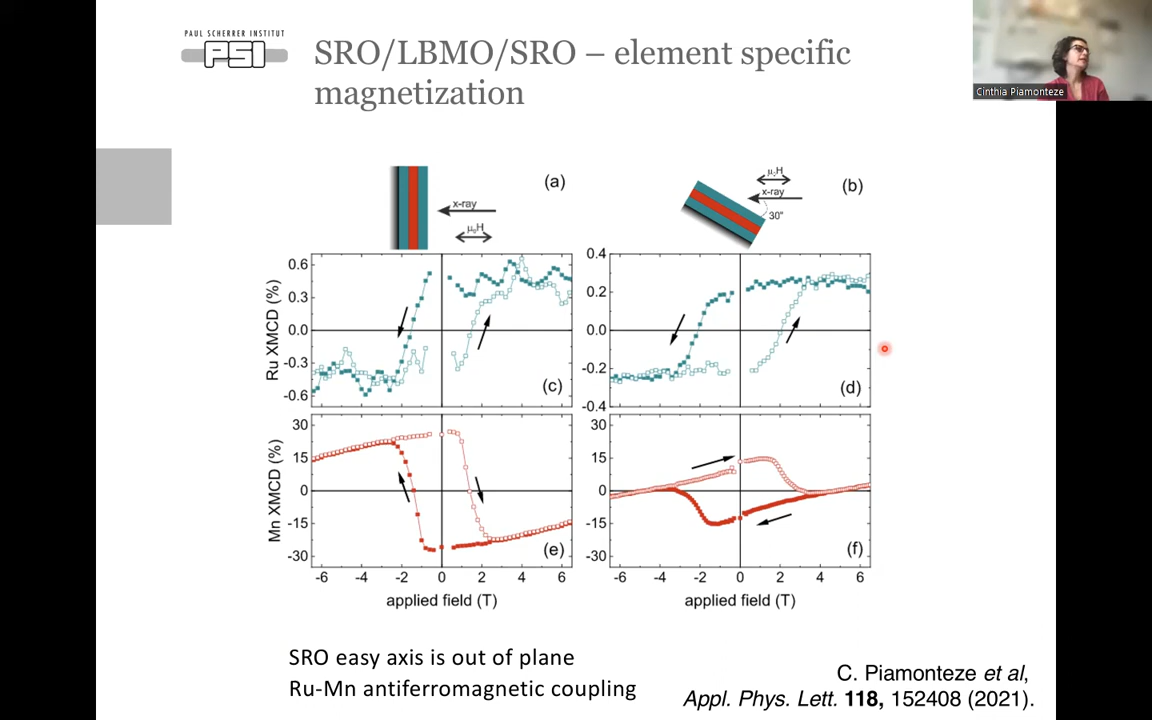 PAUL SCHERRER INSTITUT
PSI
SRO/LBMO/SRO – element specific
magnetization
Cinthia Piamonteze
(a)
x-ray
μ₀H
(b)
μ₀H
x-ray
30°
Ru XMCD (%)
0.6
0.3
0.0
-0.3
-0.6
(c)
0.4
0.2
0.0
-0.2
-0.4
(d)
Mn XMCD (%)
30
15
0
-15
-30
(e)
30
15
0
-15
-30
(f)
-6 -4 -2 0 2 4 6
applied field (T)
-6 -4 -2 0 2 4 6
applied field (T)
SRO easy axis is out of plane
Ru-Mn antiferromagnetic coupling
C. Piamonteze et al,
Appl. Phys. Lett. 118, 152408 (2021).